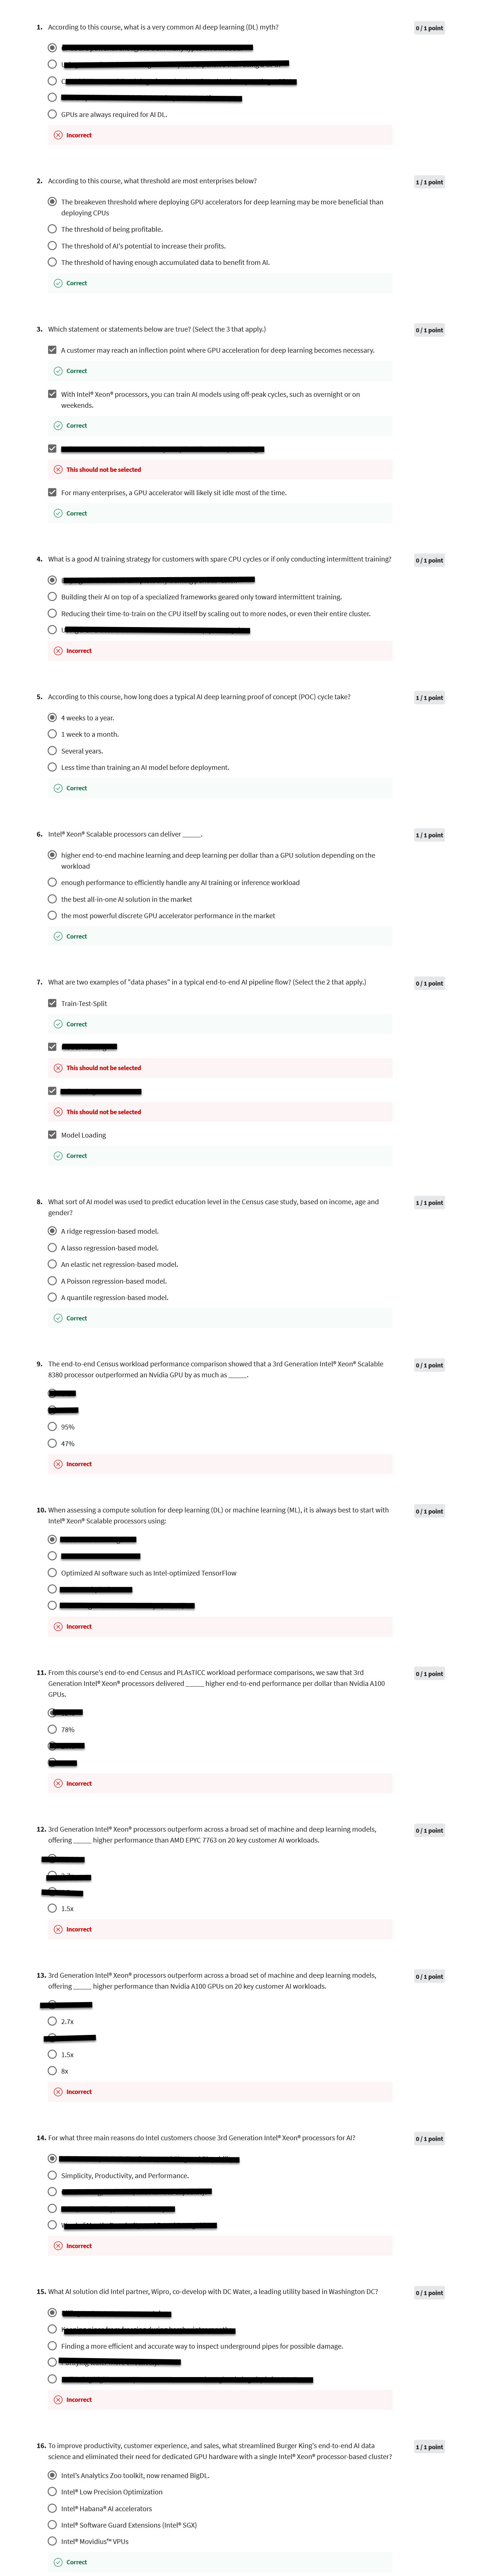 1. According to this course, what is a very common AI deep learning (DL) myth?
0 / 1 point
GPUs are always required for AI DL.
Incorrect
2. According to this course, what threshold are most enterprises below?
1 / 1 point
The breakeven threshold where deploying GPU accelerators for deep learning may be more beneficial than
deploying CPUs
The threshold of being profitable.
The threshold of AI's potential to increase their profits.
The threshold of having enough accumulated data to benefit from AI.
Correct
3. Which statement or statements below are true? (Select the 3 that apply.)
0 / 1 point
A customer may reach an inflection point where GPU acceleration for deep learning becomes necessary.
Correct
With Intel® Xeon® processors, you can train AI models using off-peak cycles, such as overnight or on
weekends.
Correct
This should not be selected
For many enterprises, a GPU accelerator will likely sit idle most of the time.
Correct
4. What is a good AI training strategy for customers with spare CPU cycles or if only conducting intermittent training?
0 / 1 point
Building their AI on top of a specialized frameworks geared only toward intermittent training.
Reducing their time-to-train on the CPU itself by scaling out to more nodes, or even their entire cluster.
Incorrect
5. According to this course, how long does a typical AI deep learning proof of concept (POC) cycle take?
1 / 1 point
4 weeks to a year.
1 week to a month.
Several years.
Less time than training an AI model before deployment.
Correct
6. Intel® Xeon® Scalable processors can deliver _____.
1 / 1 point
higher end-to-end machine learning and deep learning per dollar than a GPU solution depending on the
workload
enough performance to efficiently handle any AI training or inference workload
the best all-in-one AI solution in the market
the most powerful discrete GPU accelerator performance in the market
Correct
7. What are two examples of "data phases" in a typical end-to-end AI pipeline flow? (Select the 2 that apply.)
0 / 1 point
Train-Test-Split
Correct
This should not be selected
This should not be selected
Model Loading
Correct
8. What sort of AI model was used to predict education level in the Census case study, based on income, age and
gender?
1 / 1 point
A ridge regression-based model.
A lasso regression-based model.
An elastic net regression-based model.
A Poisson regression-based model.
A quantile regression-based model.
Correct
9. The end-to-end Census workload performance comparison showed that a 3rd Generation Intel® Xeon® Scalable
8380 processor outperformed an Nvidia GPU by as much as _____.
0 / 1 point
95%
47%
Incorrect
10. When assessing a compute solution for deep learning (DL) or machine learning (ML), it is always best to start with
Intel® Xeon® Scalable processors using:
0 / 1 point
Optimized AI software such as Intel-optimized TensorFlow
Incorrect
11. From this course's end-to-end Census and PLAsTICC workload performace comparisons, we saw that 3rd
Generation Intel® Xeon® processors delivered _____ higher end-to-end performance per dollar than Nvidia A100
GPUs.
0 / 1 point
78%
Incorrect
12. 3rd Generation Intel® Xeon® processors outperform across a broad set of machine and deep learning models,
offering _____ higher performance than AMD EPYC 7763 on 20 key customer AI workloads.
0 / 1 point
1.5x
Incorrect
13. 3rd Generation Intel® Xeon® processors outperform across a broad set of machine and deep learning models,
offering _____ higher performance than Nvidia A100 GPUs on 20 key customer AI workloads.
0 / 1 point
2.7x
1.5x
8x
Incorrect
14. For what three main reasons do Intel customers choose 3rd Generation Intel® Xeon® processors for AI?
0 / 1 point
Simplicity, Productivity, and Performance.
Incorrect
15. What AI solution did Intel partner, Wipro, co-develop with DC Water, a leading utility based in Washington DC?
0 / 1 point
Finding a more efficient and accurate way to inspect underground pipes for possible damage.
Incorrect
16. To improve productivity, customer experience, and sales, what streamlined Burger King's end-to-end AI data
science and eliminated their need for dedicated GPU hardware with a single Intel® Xeon® processor-based cluster?
1 / 1 point
Intel's Analytics Zoo toolkit, now renamed BigDL.
Intel® Low Precision Optimization
Intel® Habana® AI accelerators
Intel® Software Guard Extensions (Intel® SGX)
Intel® Movidius™ VPUs
Correct